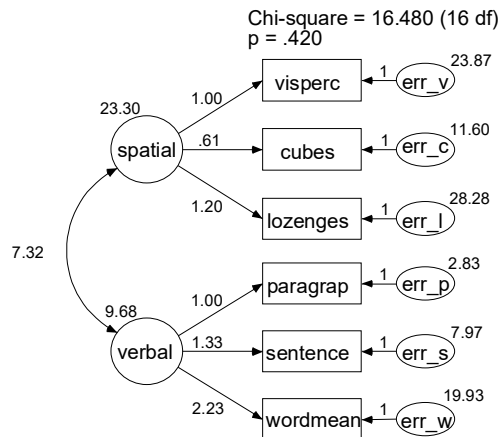 Chi-square = 16.480 (16 df)
p = .420
23.87
1.00 visperc 1 err_v
23.30
11.60
spatial .61 cubes 1 err_c
28.28
1.20 lozenges 1 err_l
7.32
2.83
1.00 paragrap 1 err_p
9.68
7.97
verbal 1.33 sentence 1 err_s
19.93
2.23 wordmean 1 err_w